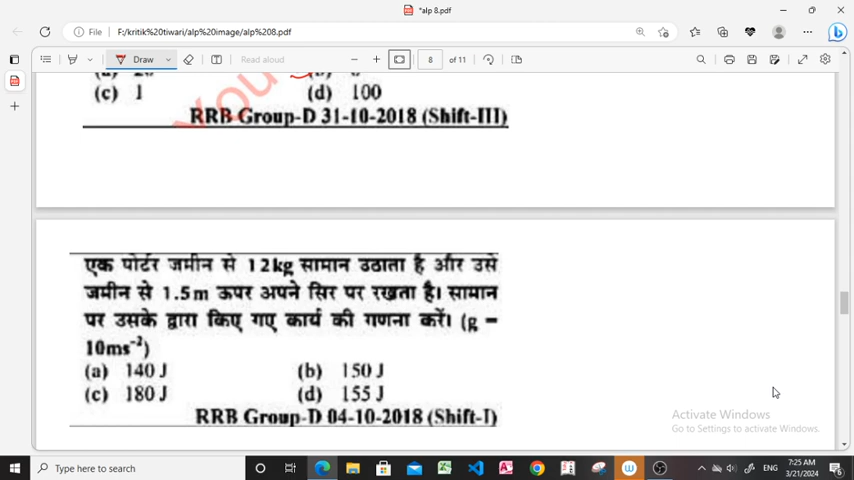 *alp 8.pdf
File | F:/kritik%20tiwari/alp%20image/alp%208.pdf
Draw
Read aloud
8 of 11
(c) 1 (d) 100
RRB Group-D 31-10-2018 (Shift-III)
एक पोर्टर जमीन से 12kg सामान उठाता है और उसे
जमीन से 1.5m ऊपर अपने सिर पर रखता है। सामान
पर उसके द्वारा किए गए कार्य की गणना करें। (g =
10ms⁻²)
(a) 140 J (b) 150 J
(c) 180 J (d) 155 J
RRB Group-D 04-10-2018 (Shift-I)
Activate Windows
Go to Settings to activate Windows.
Type here to search
ENG
7:25 AM
3/21/2024